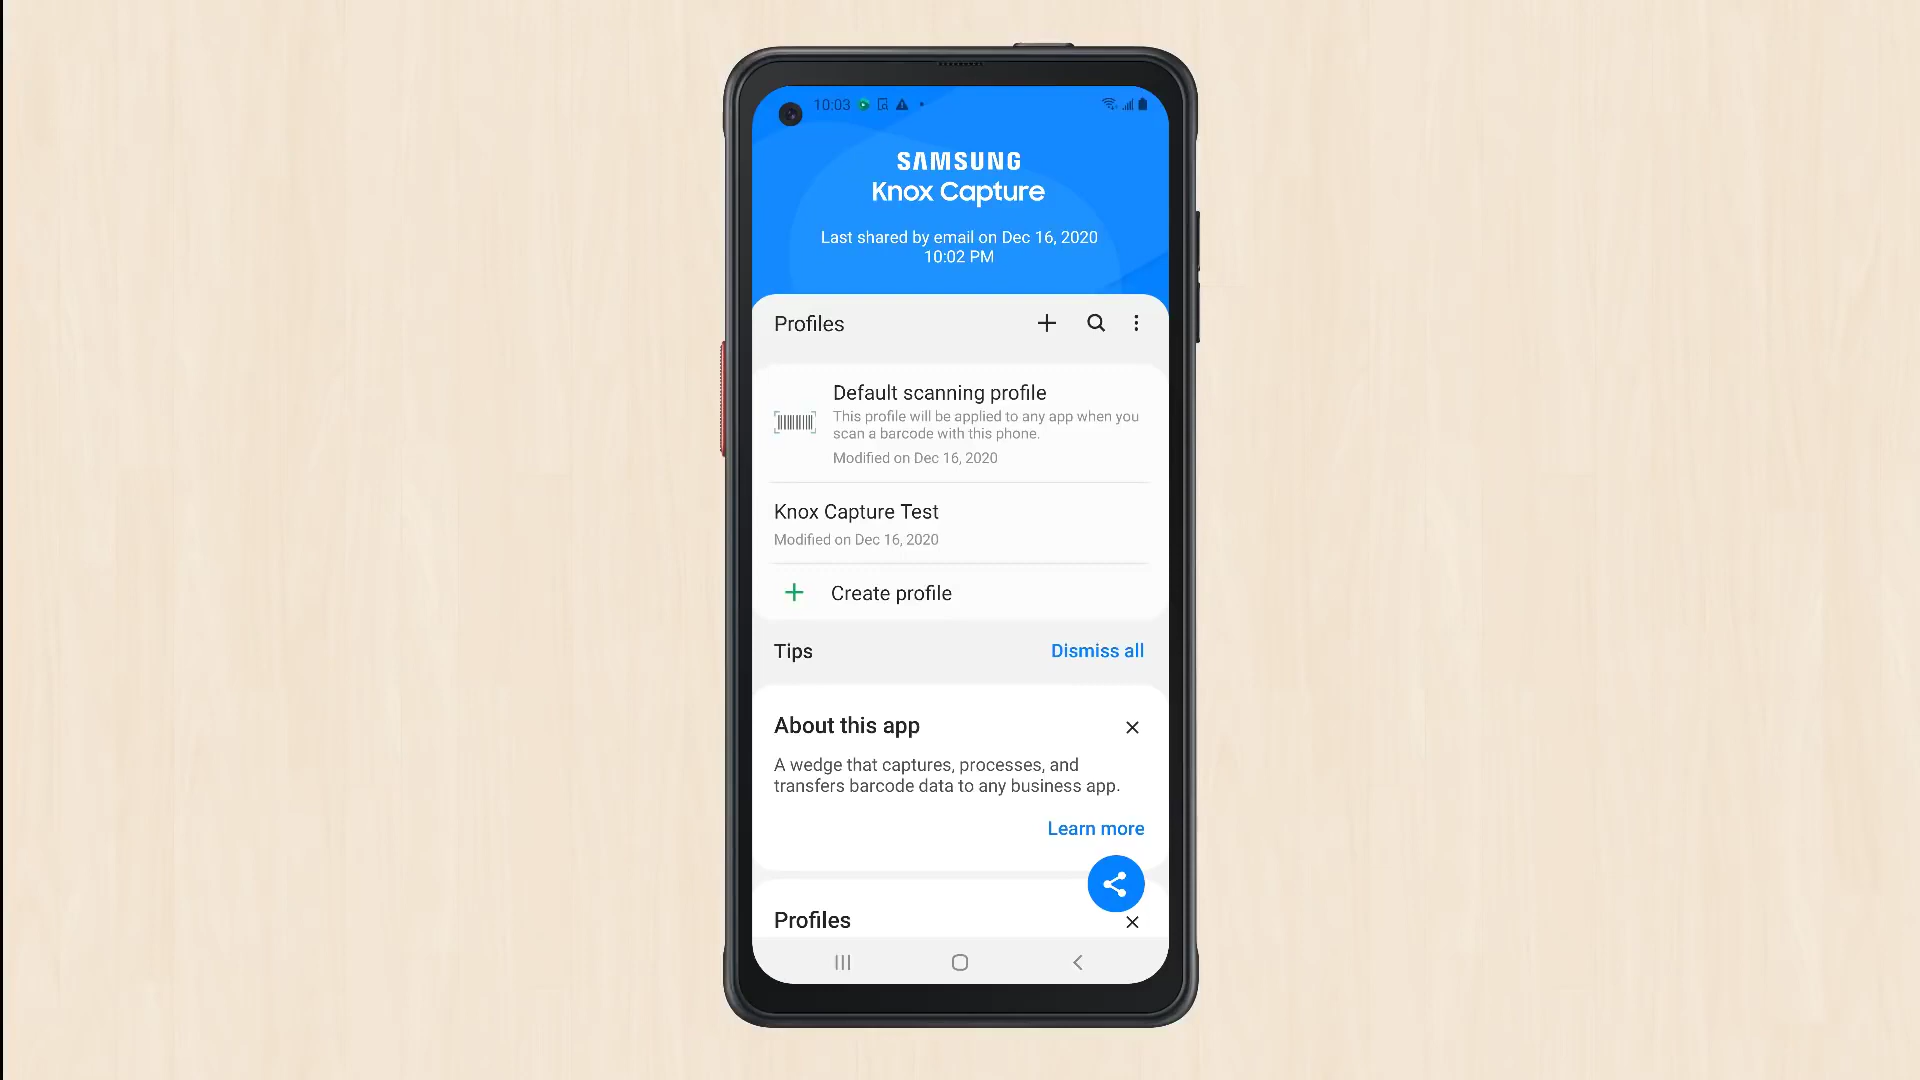 10:03
SAMSUNG
Knox Capture
Last shared by email on Dec 16, 2020
10:02 PM
Profiles
Default scanning profile
This profile will be applied to any app when you
scan a barcode with this phone.
Modified on Dec 16, 2020
Knox Capture Test
Modified on Dec 16, 2020
Create profile
Tips
Dismiss all
About this app
A wedge that captures, processes, and
transfers barcode data to any business app.
Learn more
Profiles